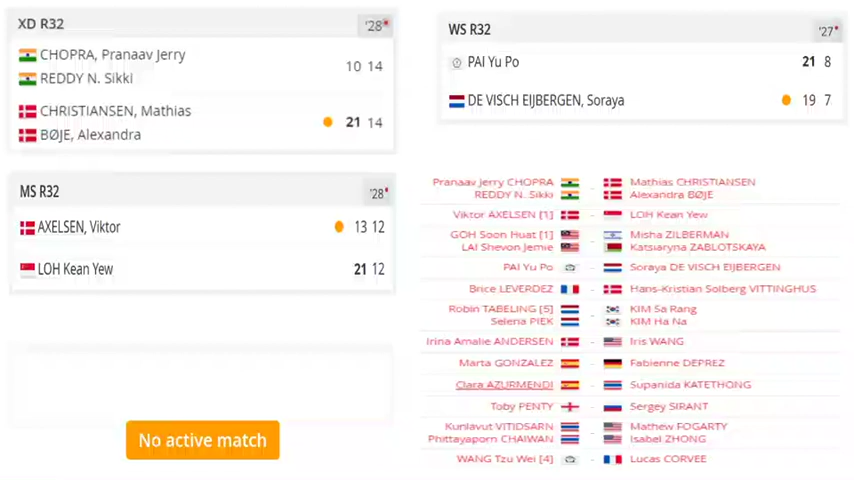 XD R32
'28
CHOPRA, Pranaav Jerry
REDDY N. Sikki
10 14
CHRISTIANSEN, Mathias
BØJE, Alexandra
21 14
WS R32
'27
PAI Yu Po
21 8
DE VISCH EIJBERGEN, Soraya
19 7
MS R32
'28
AXELSEN, Viktor
13 12
LOH Kean Yew
21 12
No active match
Pranaav Jerry CHOPRA
REDDY N. Sikki
-
Mathias CHRISTIANSEN
Alexandra BØJE
Viktor AXELSEN [1] - LOH Kean Yew
GOH Soon Huat [1]
LAI Shevon Jemie
-
Misha ZILBERMAN
Katsiaryna ZABLOTSKAYA
PAI Yu Po - Soraya DE VISCH EIJBERGEN
Brice LEVERDEZ - Hans-Kristian Solberg VITTINGHUS
Robin TABELING [5]
Selena PIEK
-
KIM Sa Rang
KIM Ha Na
Irina Amalie ANDERSEN - Iris WANG
Marta GONZALEZ - Fabienne DEPREZ
Clara AZURMENDI - Supanida KATETHONG
Toby PENTY - Sergey SIRANT
Kunlavut VITIDSARN
Phittayaporn CHAIWAN
-
Mathew FOGARTY
Isabel ZHONG
WANG Tzu Wei [4] - Lucas CORVEE